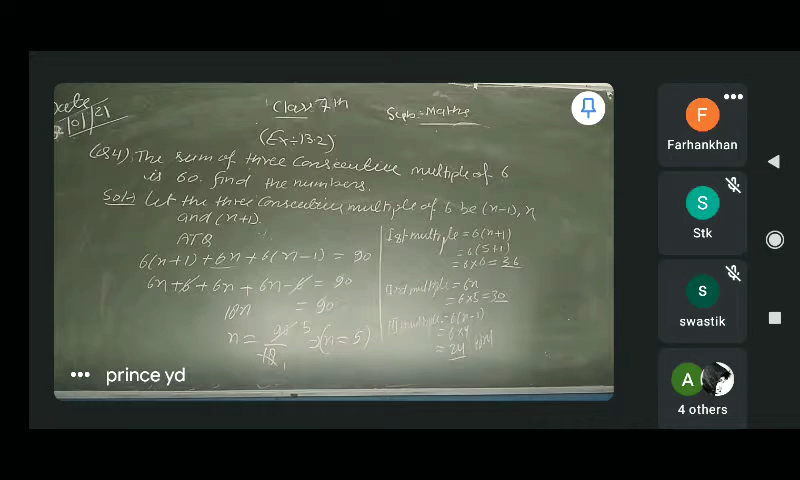 Date
01/21
Class 7th
Sub:- Maths
(Ex÷13.2)
(Q54) The sum of three Consecutive multiple of 6
is 60. find the numbers.
Sol:- Let the three Consecutive multiple of 6 be (n-1), n
and (n+1).
ATQ
6(n+1) + 6n + 6(n-1) = 90
6n+6+6n+6n-6 = 90
18n = 90
n = 90/18 5 ⇒ (n=5)
Ist multiple = 6(n+1)
= 6(5+1)
= 6×6 = 36
multiple = 6n
= 6×5 = 30
multiple = 6(n-1)
= 6×4
= 24
prince yd
F
Farhankhan
S
Stk
S
swastik
A
4 others